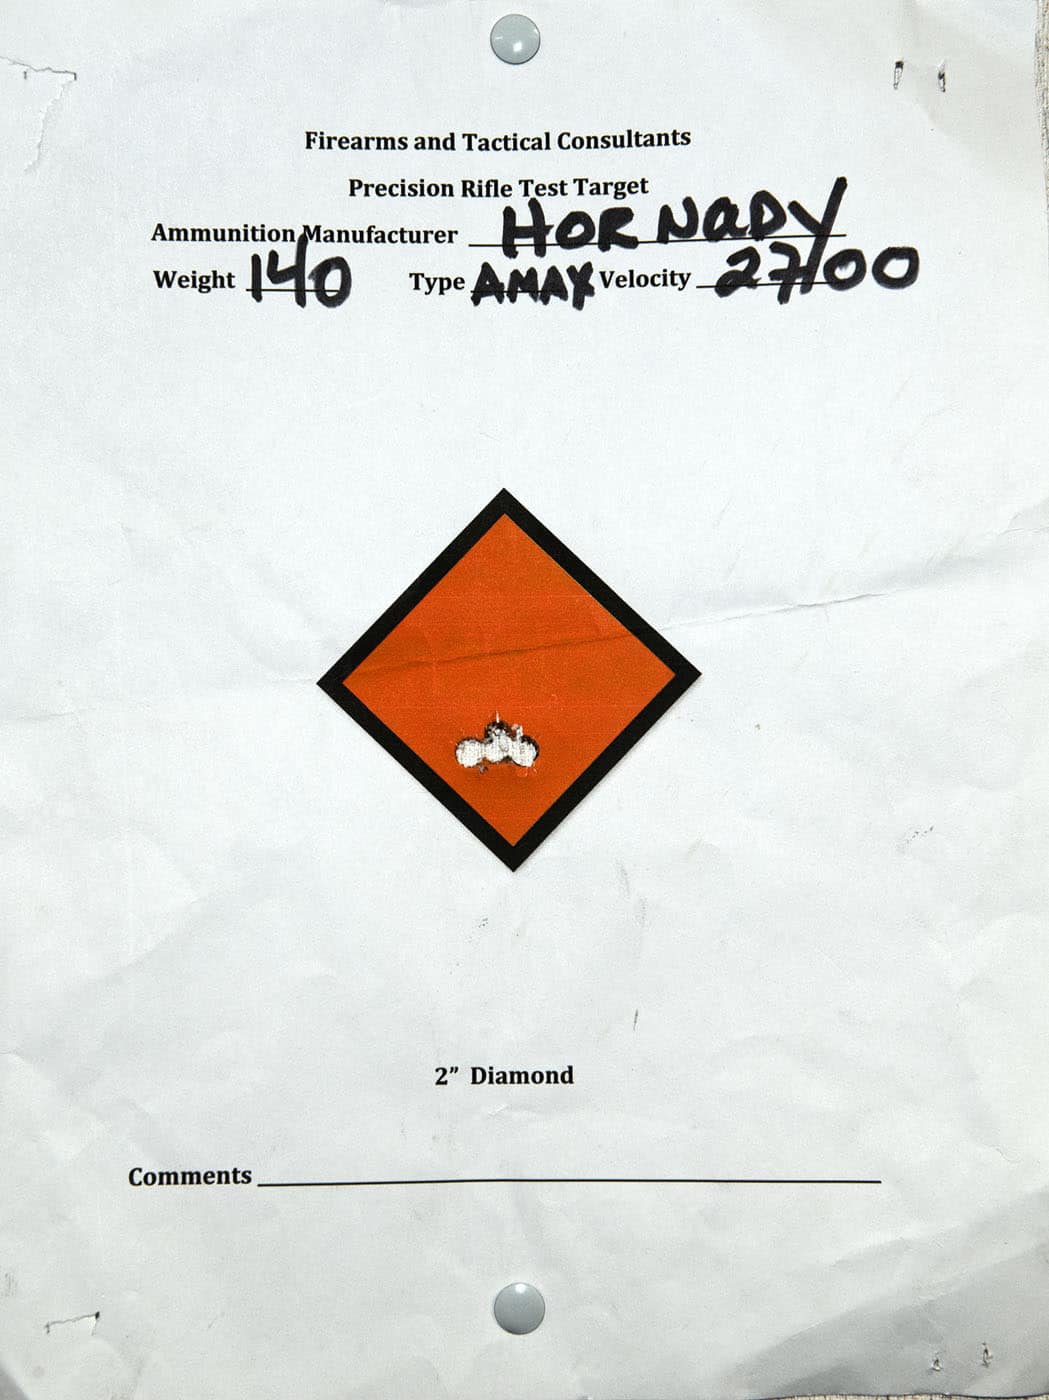 Firearms and Tactical Consultants
Precision Rifle Test Target
Ammunition Manufacturer HORNaDY
Weight 140 Type AMAX Velocity 2700
2” Diamond
Comments